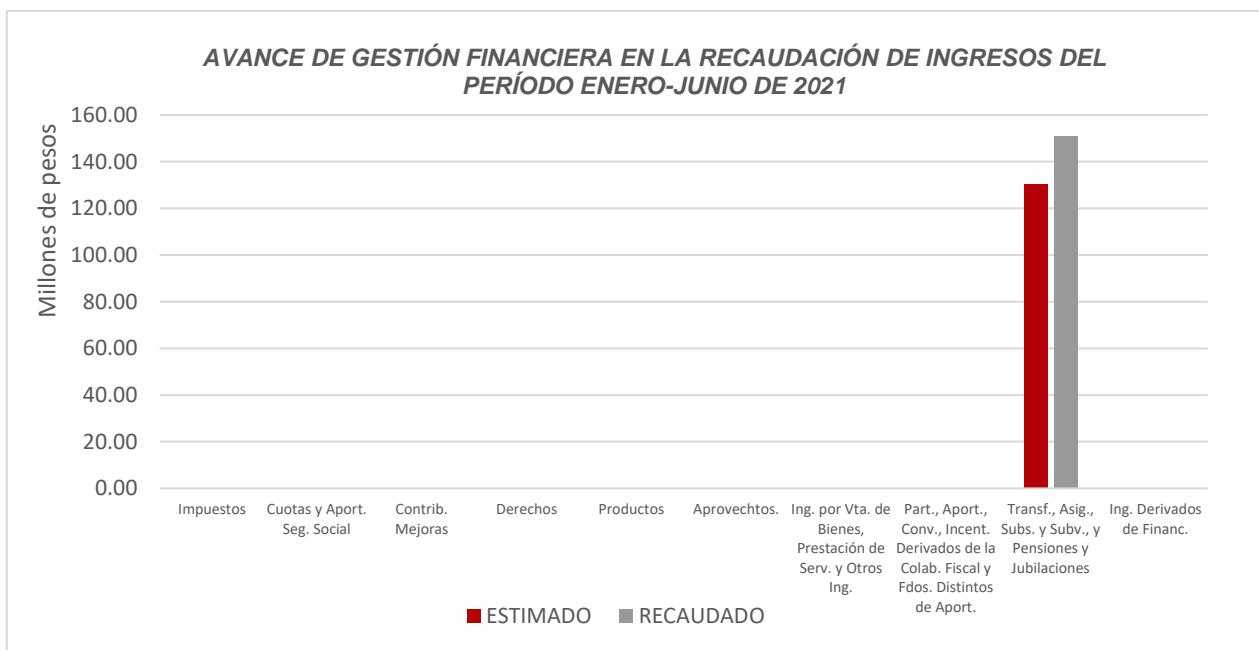 AVANCE DE GESTIÓN FINANCIERA EN LA RECAUDACIÓN DE INGRESOS DEL
PERÍODO ENERO-JUNIO DE 2021
Millones de pesos
160.00
140.00
120.00
100.00
80.00
60.00
40.00
20.00
0.00
Impuestos
Cuotas y Aport.
Seg. Social
Contrib.
Mejoras
Derechos
Productos
Aprovechtos.
Ing. por Vta. de
Bienes,
Prestación de
Serv. y Otros
Ing.
Part., Aport.,
Conv., Incent.
Derivados de la
Colab. Fiscal y
Fdos. Distintos
de Aport.
Transf., Asig.,
Subs. y Subv., y
Pensiones y
Jubilaciones
Ing. Derivados
de Financ.
ESTIMADO
RECAUDADO